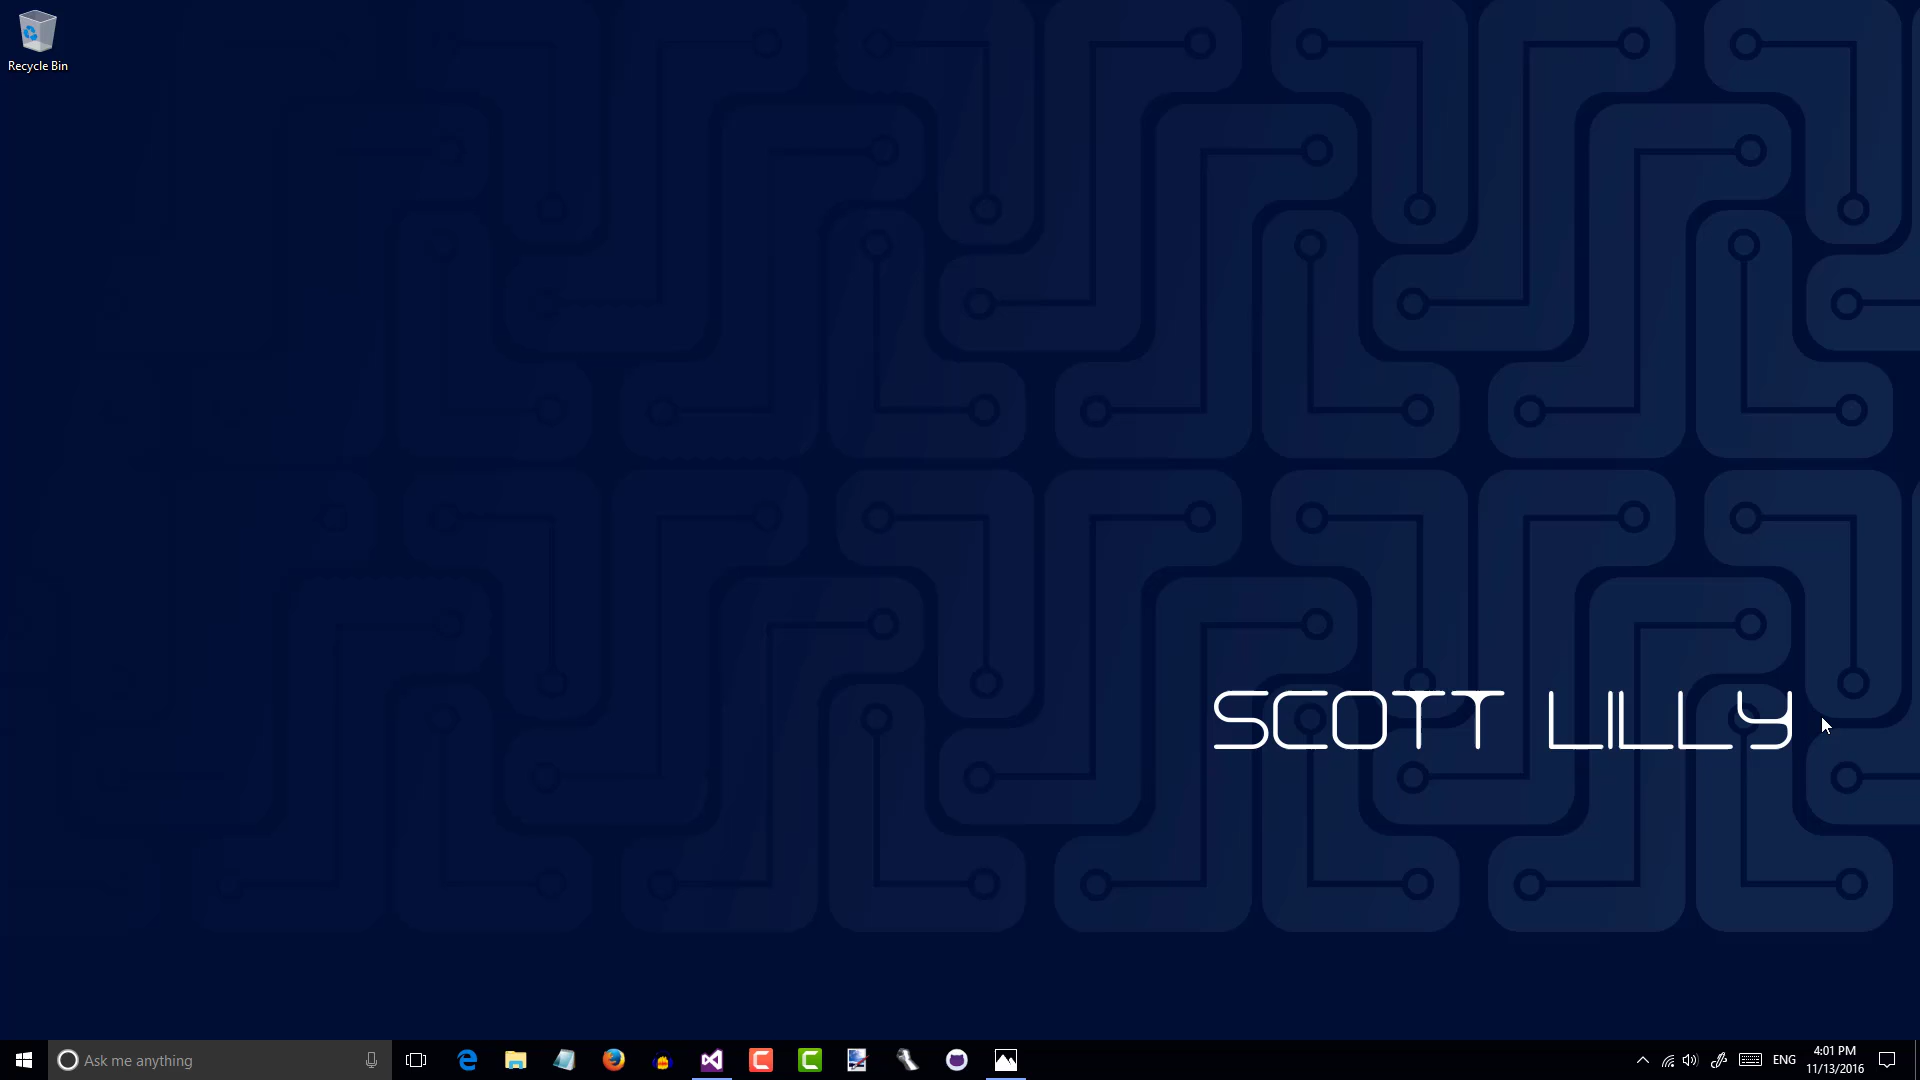 Recycle Bin
SCOTT LILLY
Ask me anything
ENG
4:01 PM
11/13/2016